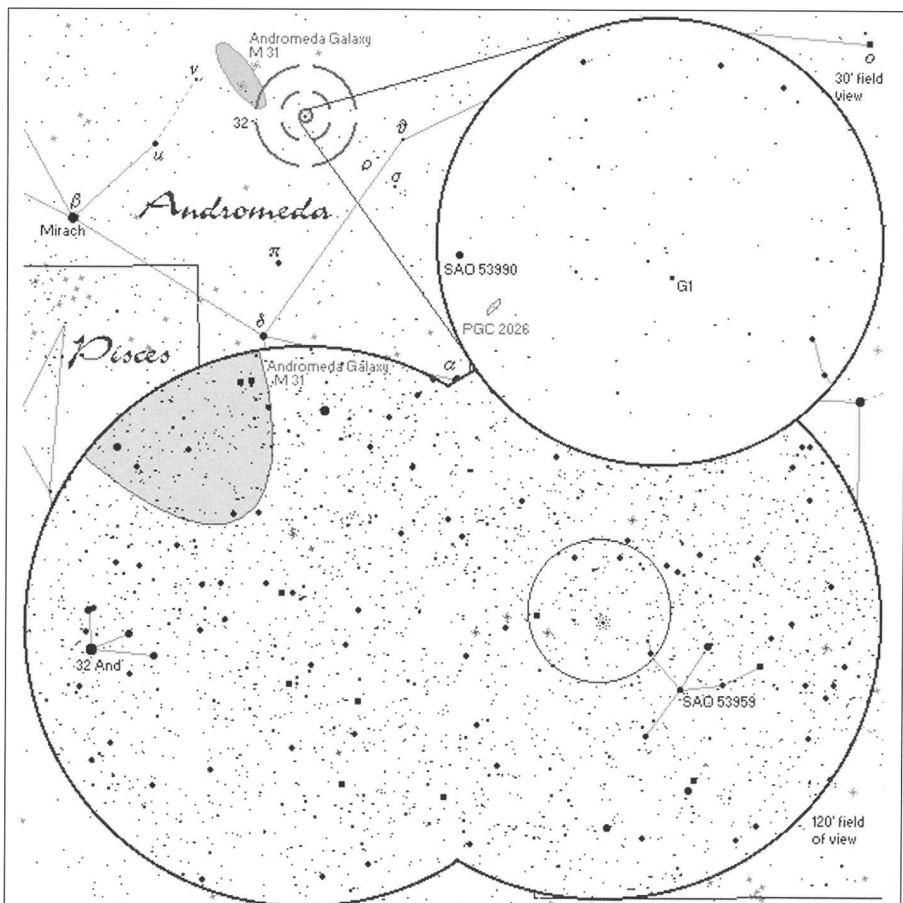 Andromeda Galaxy
M 31
ο
30' field
view
ν
32
ϑ
μ
ρ
σ
β
Andromeda
Mirach
π
SAO 53990
G1
PGC 2026
δ
Pisces
Andromeda Galaxy
M 31
α
32 And
SAO 53959
120' field
of view